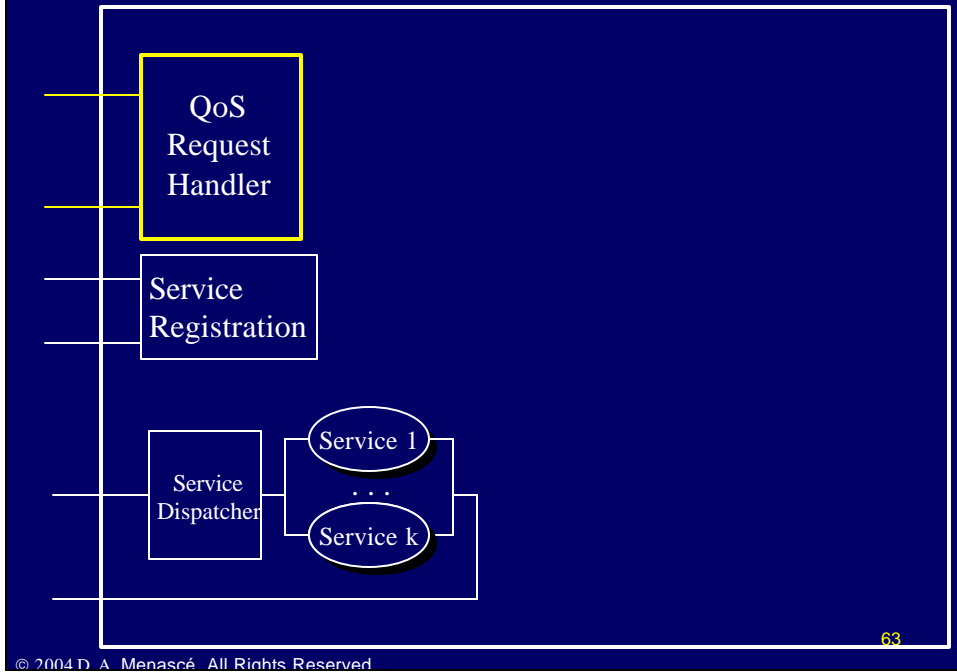 QoS
Request
Handler
Service
Registration
Service
Dispatcher
Service 1
. . .
Service k
63
© 2004 D. A. Menascé. All Rights Reserved.